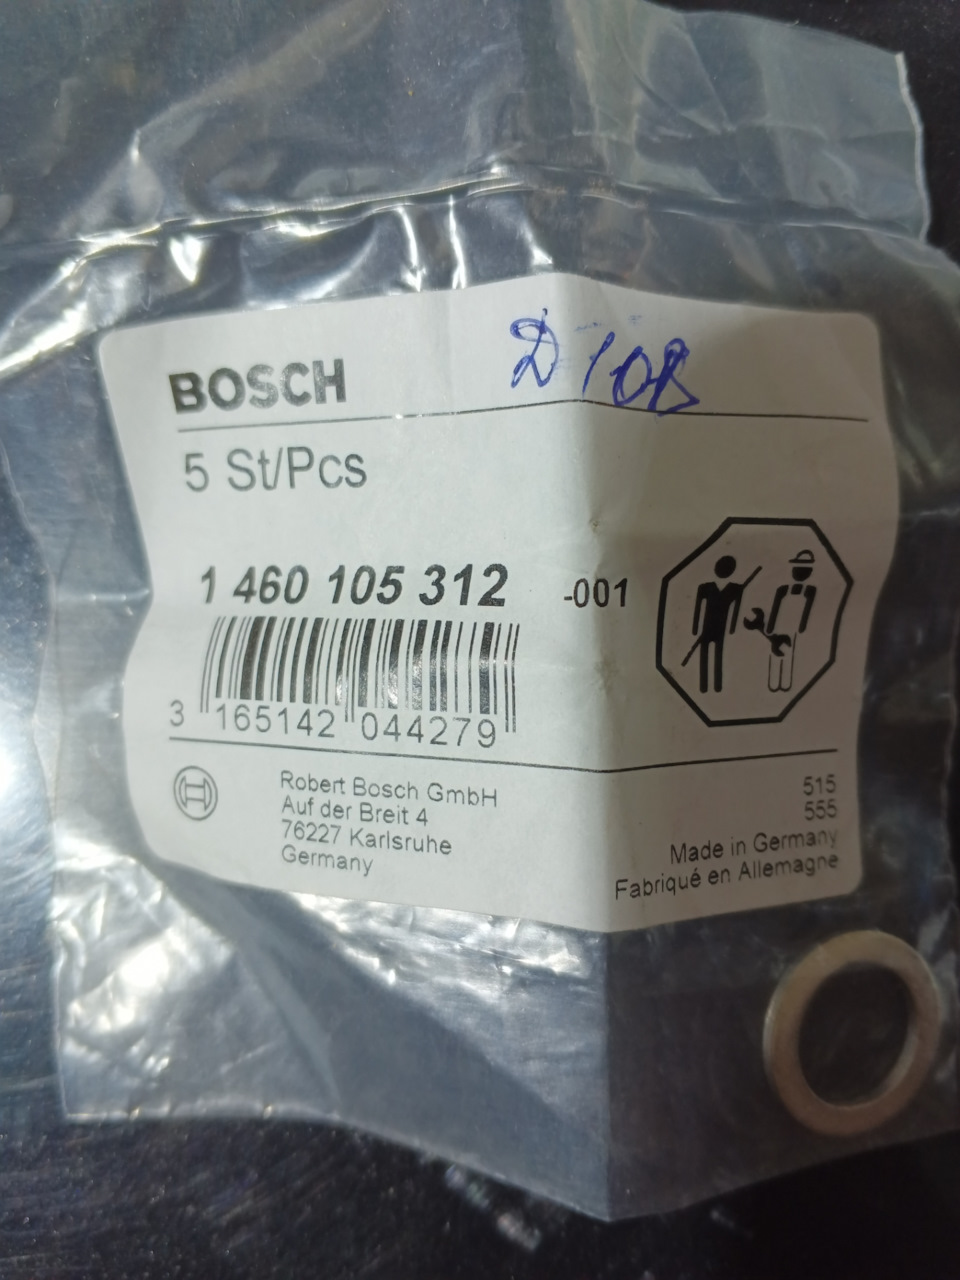 BOSCH
D 108
5 St/Pcs
1 460 105 312 -001
3 165142 044279
Robert Bosch GmbH
Auf der Breit 4
76227 Karlsruhe
Germany
515
555
Made in Germany
Fabriqué en Allemagne